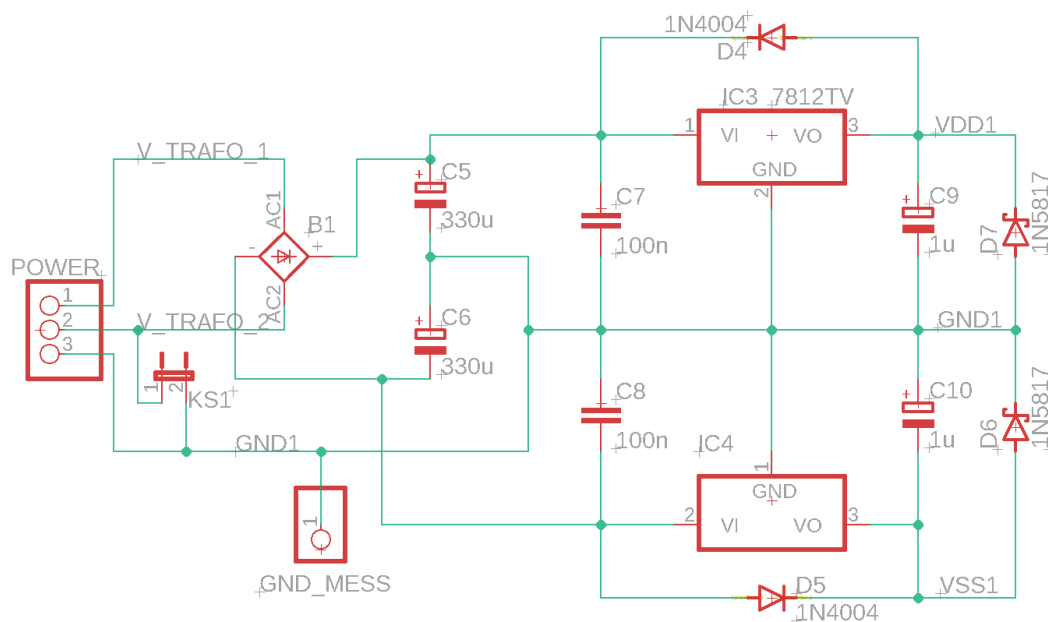 1N4004
D4
IC3 7812TV
1
VI
VO
3
VDD1
GND
2
V_TRAFO_1
AC1
B1
-
+
AC2
V_TRAFO_2
POWER
1
2
3
1
2
KS1
GND1
1
GND_MESS
+
C5
330u
+
C6
330u
C7
100n
C8
100n
+
C9
1u
D7
1N5817
GND1
+
C10
1u
D6
1N5817
IC4
1
GND
2
VI
VO
3
D5
1N4004
VSS1